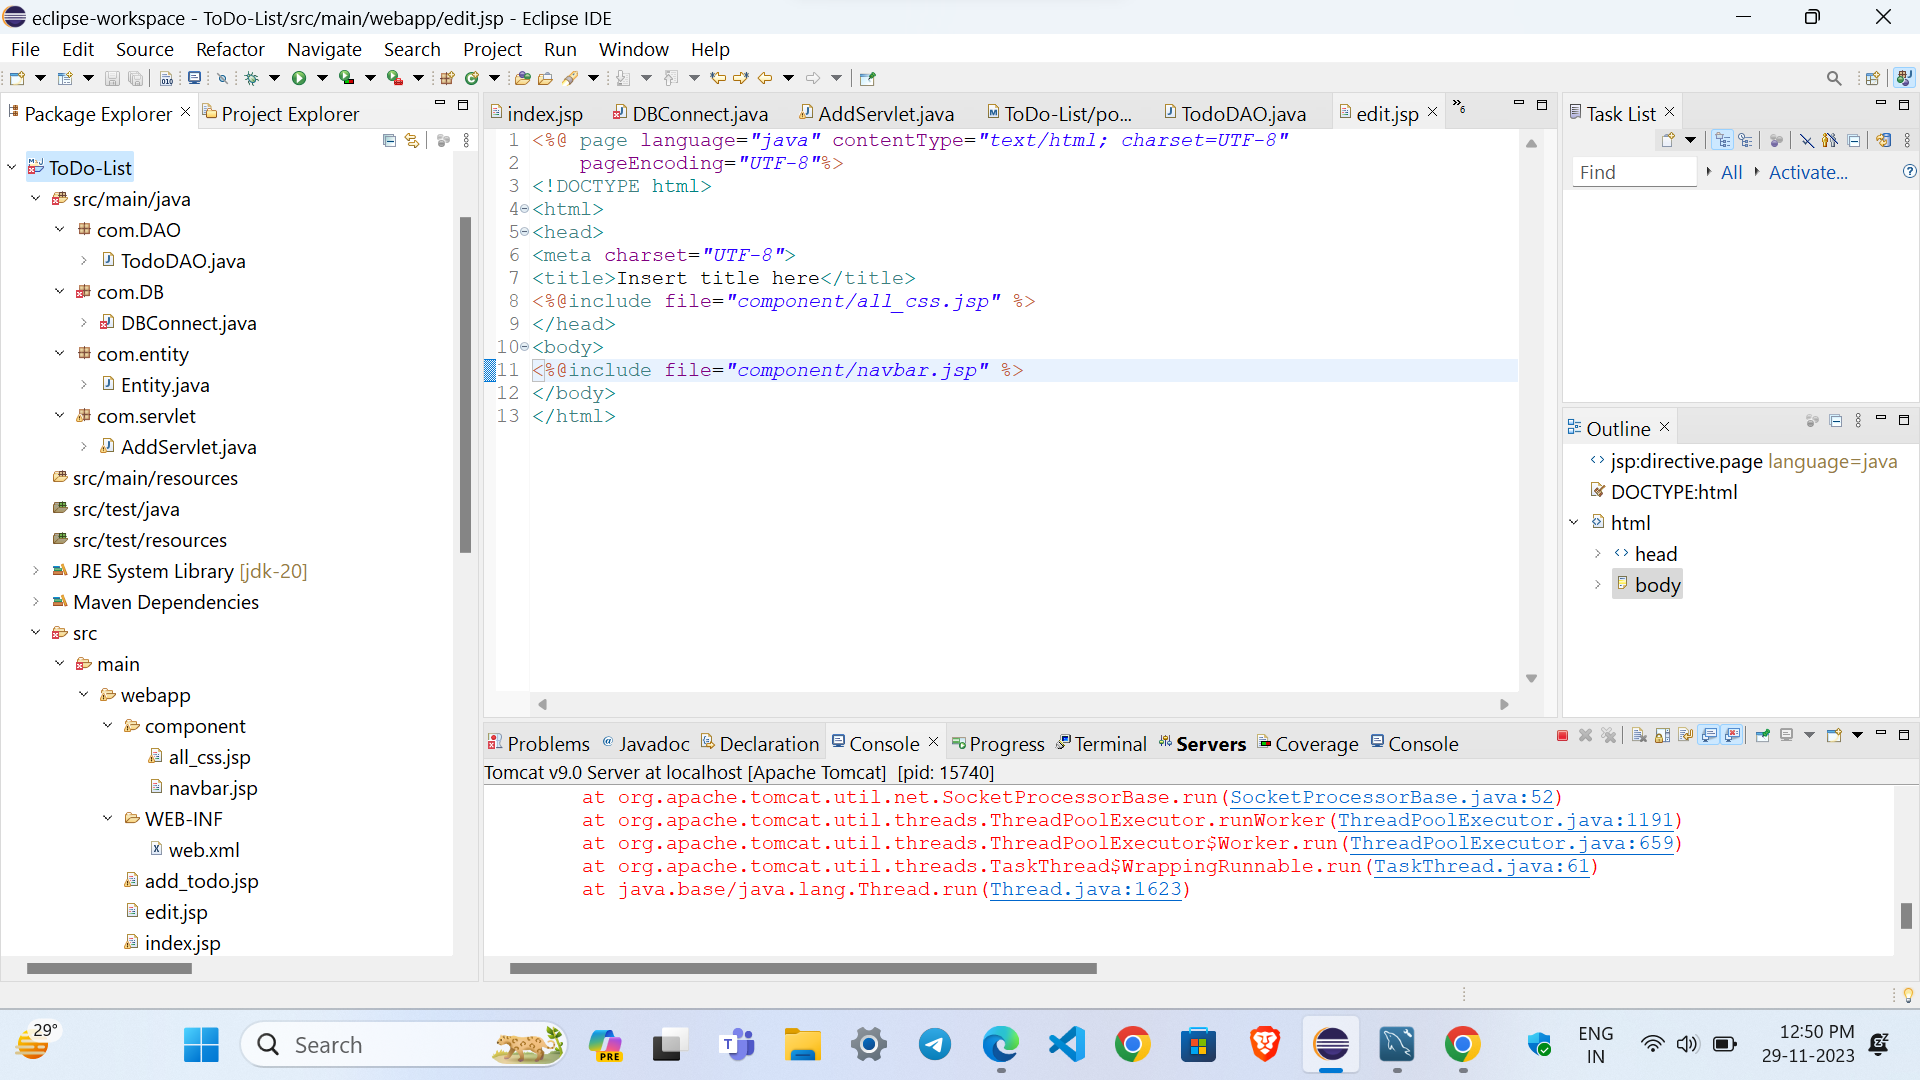 eclipse-workspace - ToDo-List/src/main/webapp/edit.jsp - Eclipse IDE
File Edit Source Refactor Navigate Search Project Run Window Help
Package Explorer Project Explorer
ToDo-List
src/main/java
com.DAO
TodoDAO.java
com.DB
DBConnect.java
com.entity
Entity.java
com.servlet
AddServlet.java
src/main/resources
src/test/java
src/test/resources
JRE System Library [jdk-20]
Maven Dependencies
src
main
webapp
component
all_css.jsp
navbar.jsp
WEB-INF
web.xml
add_todo.jsp
edit.jsp
index.jsp
index.jsp DBConnect.java AddServlet.java ToDo-List/po... TodoDAO.java edit.jsp 6
1 <%@ page language="java" contentType="text/html; charset=UTF-8"
2 pageEncoding="UTF-8"%>
3 <!DOCTYPE html>
4 <html>
5 <head>
6 <meta charset="UTF-8">
7 <title>Insert title here</title>
8 <%@include file="component/all_css.jsp" %>
9 </head>
10 <body>
11 <%@include file="component/navbar.jsp" %>
12 </body>
13 </html>
Task List
Find All Activate...
Outline
jsp:directive.page language=java
DOCTYPE:html
html
head
body
Problems Javadoc Declaration Console Progress Terminal Servers Coverage Console
Tomcat v9.0 Server at localhost [Apache Tomcat] [pid: 15740]
at org.apache.tomcat.util.net.SocketProcessorBase.run(SocketProcessorBase.java:52)
at org.apache.tomcat.util.threads.ThreadPoolExecutor.runWorker(ThreadPoolExecutor.java:1191)
at org.apache.tomcat.util.threads.ThreadPoolExecutor$Worker.run(ThreadPoolExecutor.java:659)
at org.apache.tomcat.util.threads.TaskThread$WrappingRunnable.run(TaskThread.java:61)
at java.base/java.lang.Thread.run(Thread.java:1623)
29°
Search
PRE
ENG
IN
12:50 PM
29-11-2023